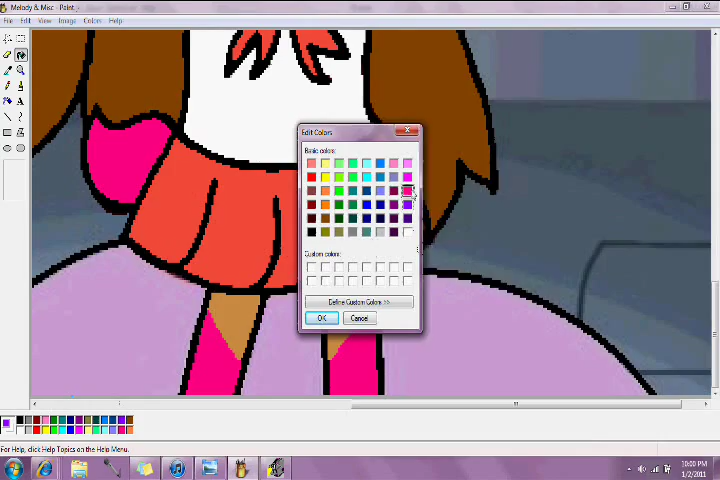 Melody & Misc - Paint
File Edit View Image Colors Help
Edit Colors
Basic colors:
Custom colors:
Define Custom Colors >>
OK Cancel
For Help, click Help Topics on the Help Menu.
10:00 PM
1/2/2011